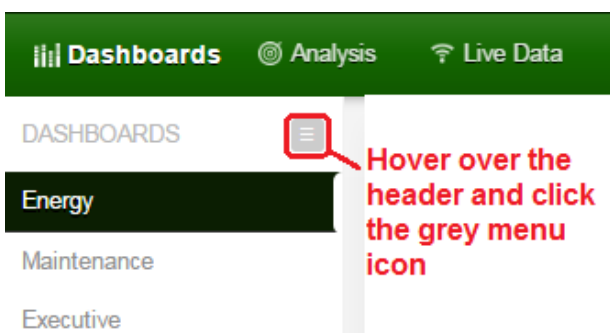 Dashboards Analysis Live Data
DASHBOARDS
Energy
Maintenance
Executive
Hover over the
header and click
the grey menu
icon